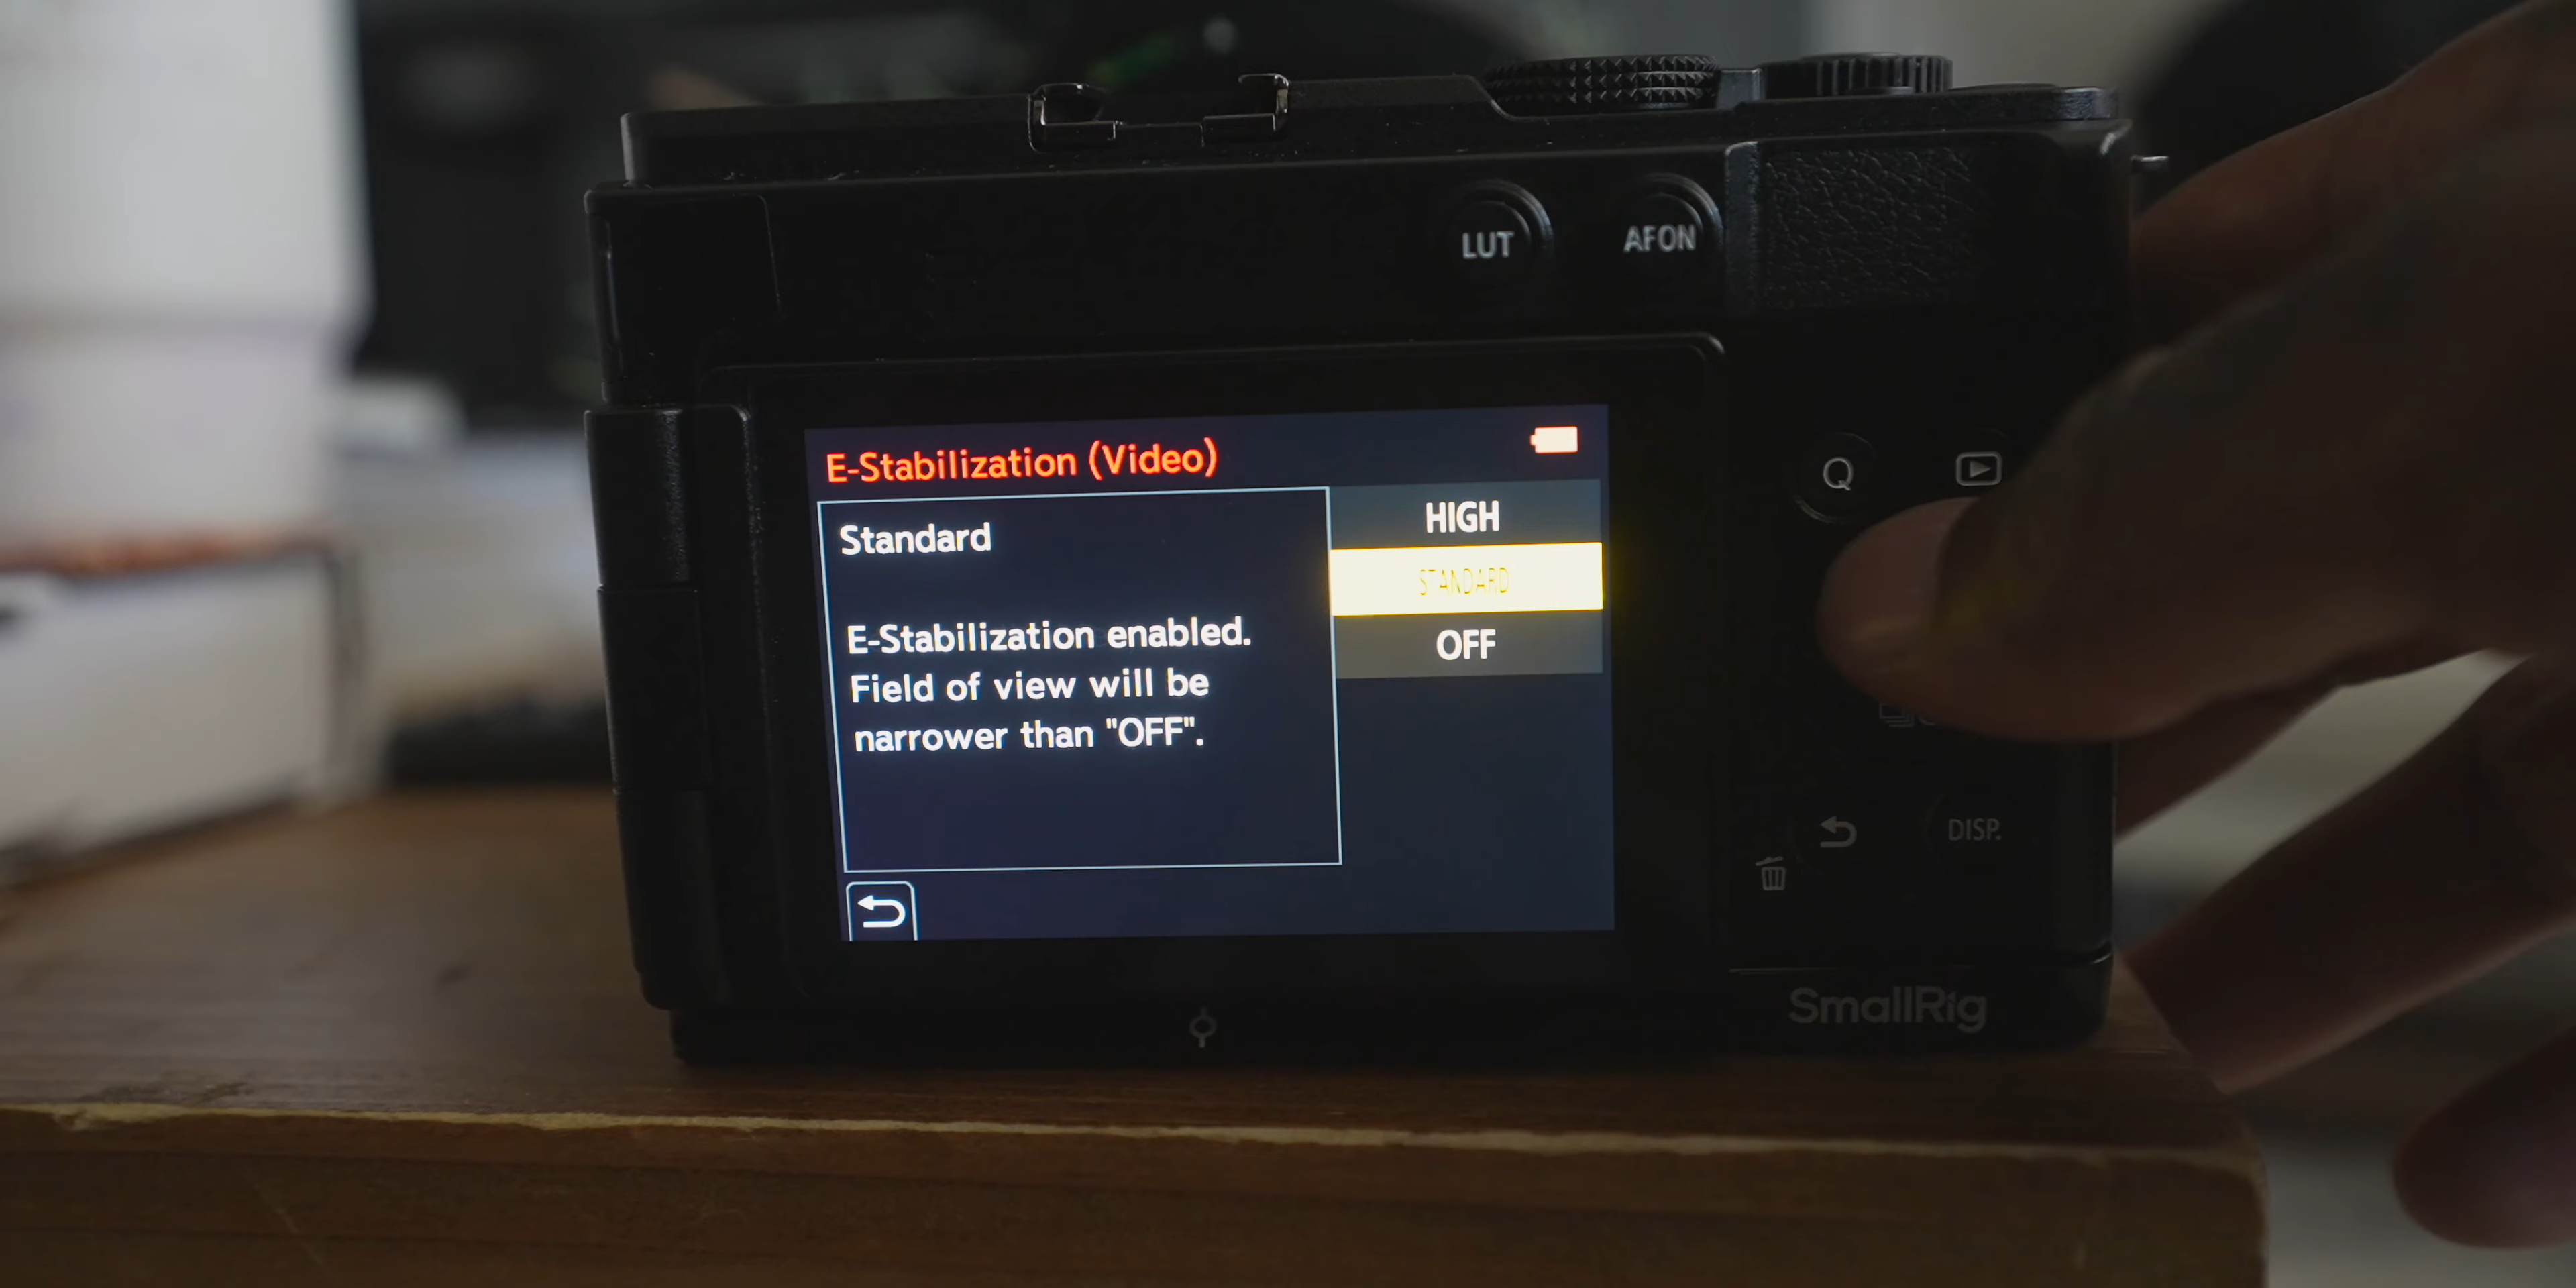 LUT
AFON
E-Stabilization (Video)
Standard
E-Stabilization enabled.
Field of view will be
narrower than "OFF".
HIGH
STANDARD
OFF
Q
DISP.
SmallRig